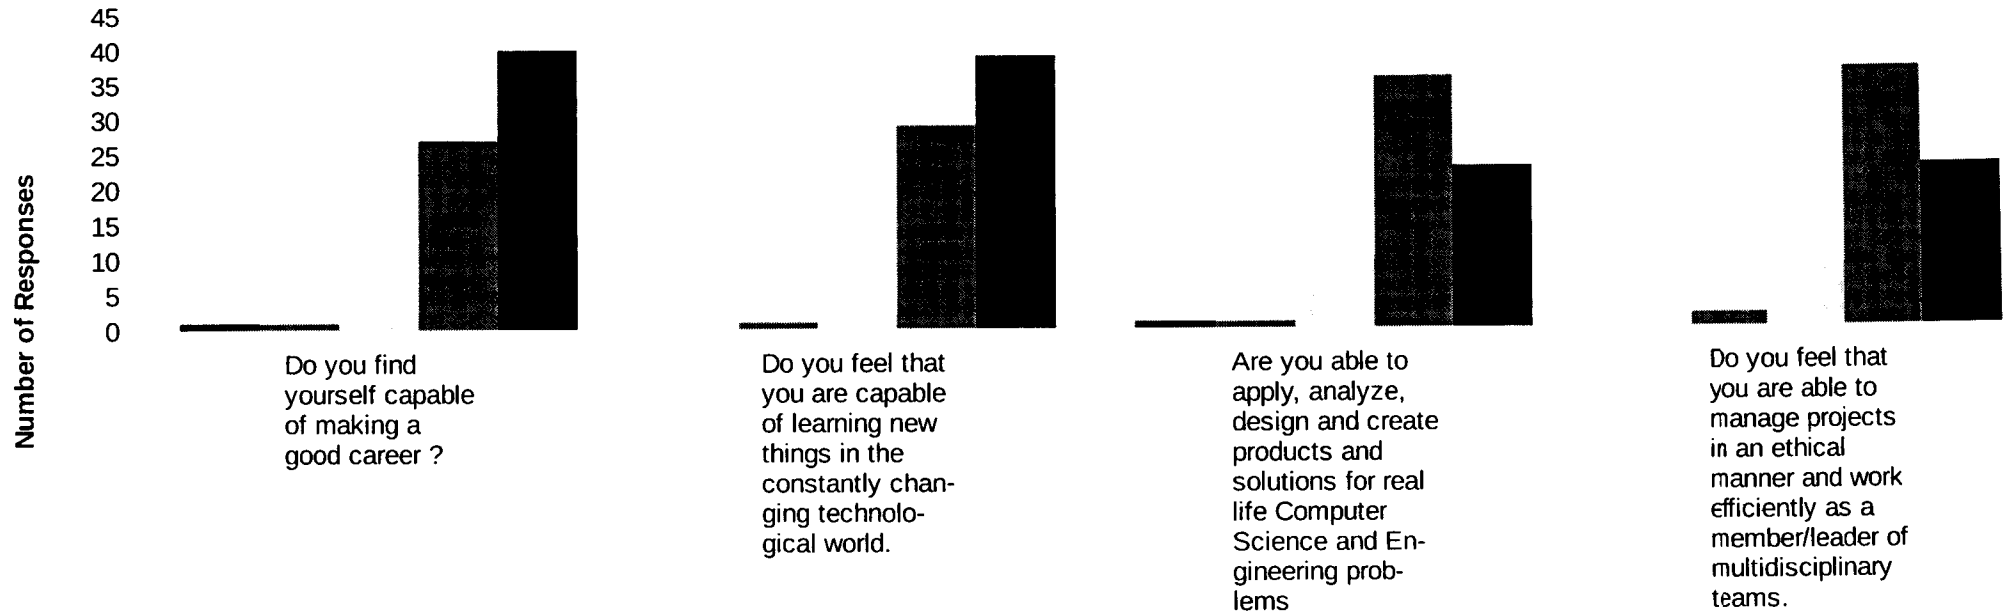 45
40
35
30
25
20
15
10
5
0
Number of Responses
Do you find
yourself capable
of making a
good career ?
Do you feel that
you are capable
of learning new
things in the
constantly chan-
ging technolo-
gical world.
Are you able to
apply, analyze,
design and create
products and
solutions for real
life Computer
Science and En-
gineering prob-
lems
Do you feel that
you are able to
manage projects
in an ethical
manner and work
efficiently as a
member/leader of
multidisciplinary
teams.